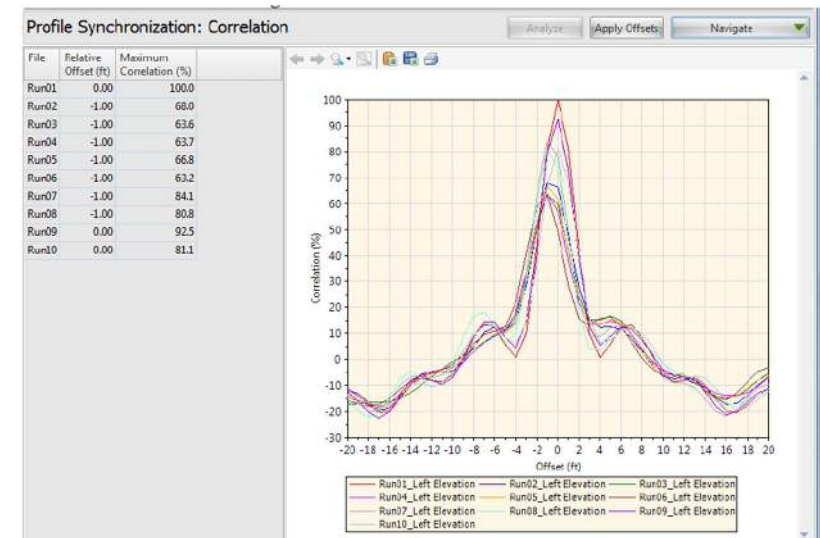 Profile Synchronization: Correlation
Analyze
Apply Offsets
Navigate
File Relative Offset (ft) Maximum Correlation (%)
Run01 0.00 100.0
Run02 -1.00 68.0
Run03 -1.00 63.6
Run04 -1.00 63.7
Run05 -1.00 66.8
Run06 -1.00 63.2
Run07 -1.00 84.1
Run08 -1.00 80.8
Run09 0.00 92.5
Run10 0.00 81.1
100
90
80
70
60
50
40
30
20
10
0
-10
-20
-30
Correlation (%)
-20 -18 -16 -14 -12 -10 -8 -6 -4 -2 0 2 4 6 8 10 12 14 16 18 20
Offset (ft)
Run01_Left Elevation Run02_Left Elevation Run03_Left Elevation
Run04_Left Elevation Run05_Left Elevation Run06_Left Elevation
Run07_Left Elevation Run08_Left Elevation Run09_Left Elevation
Run10_Left Elevation